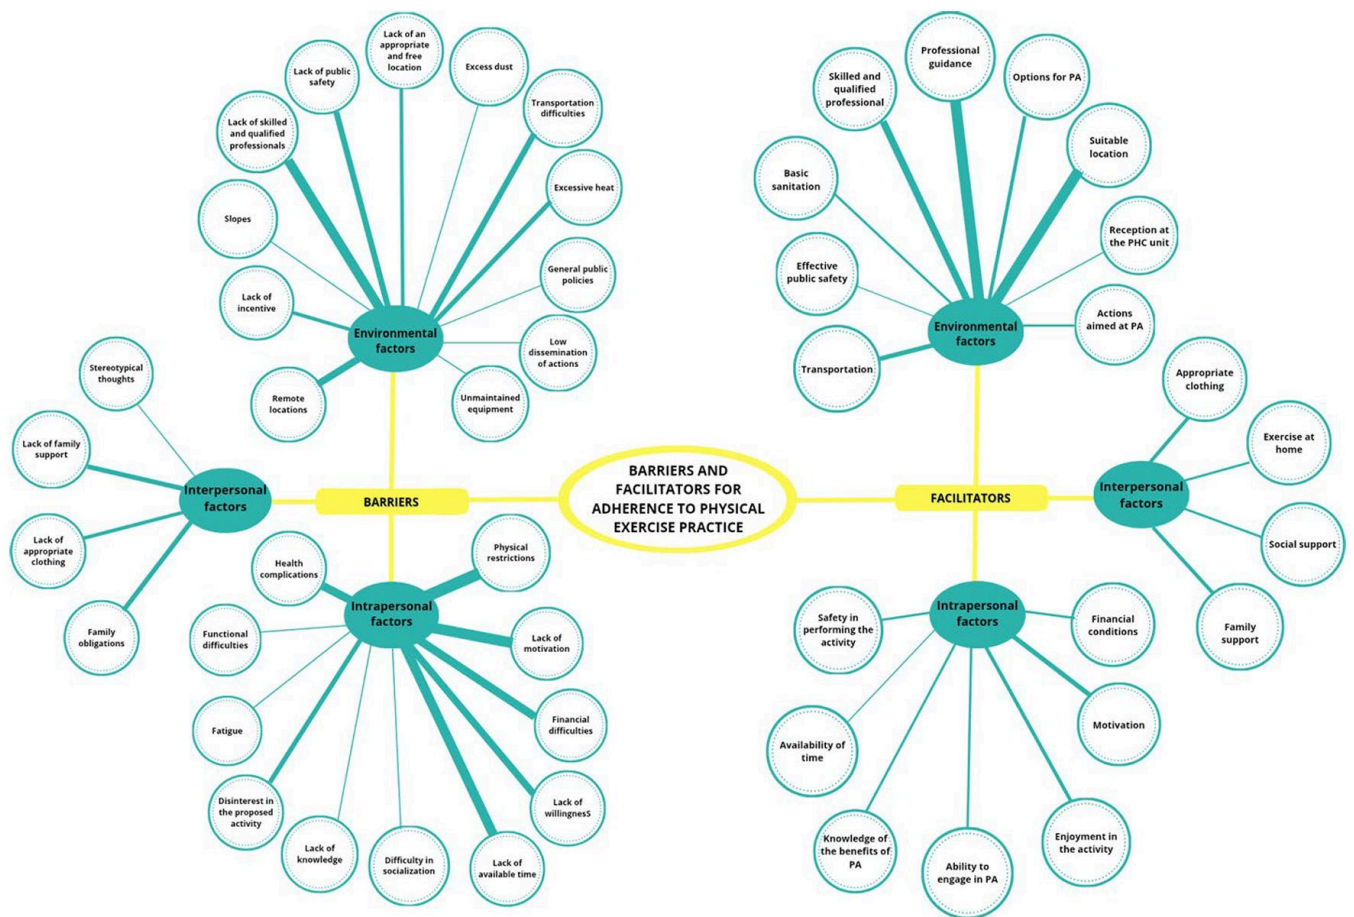 BARRIERS AND
FACILITATORS FOR
ADHERENCE TO PHYSICAL
EXERCISE PRACTICE
BARRIERS
Environmental
factors
Lack of an
appropriate
and free
location
Lack of public
safety
Excess dust
Lack of skilled
and qualified
professionals
Transportation
difficulties
Excessive heat
Slopes
General public
policies
Lack of
incentive
Low
dissemination
of actions
Remote
locations
Unmaintained
equipment
Interpersonal
factors
Stereotypical
thoughts
Lack of family
support
Lack of
appropriate
clothing
Family
obligations
Intrapersonal
factors
Health
complications
Physical
restrictions
Functional
difficulties
Lack of
motivation
Fatigue
Financial
difficulties
Disinterest in
the proposed
activity
Lack of
willingnesS
Lack of
knowledge
Difficulty in
socialization
Lack of
available time
FACILITATORS
Environmental
factors
Professional
guidance
Skilled and
qualified
professional
Options for PA
Suitable
location
Basic
sanitation
Reception at
the PHC unit
Effective
public safety
Actions
aimed at PA
Transportation
Interpersonal
factors
Appropriate
clothing
Exercise at
home
Social support
Family
support
Intrapersonal
factors
Safety in
performing the
activity
Financial
conditions
Availability of
time
Motivation
Knowledge of
the benefits of
PA
Ability to
engage in PA
Enjoyment in
the activity